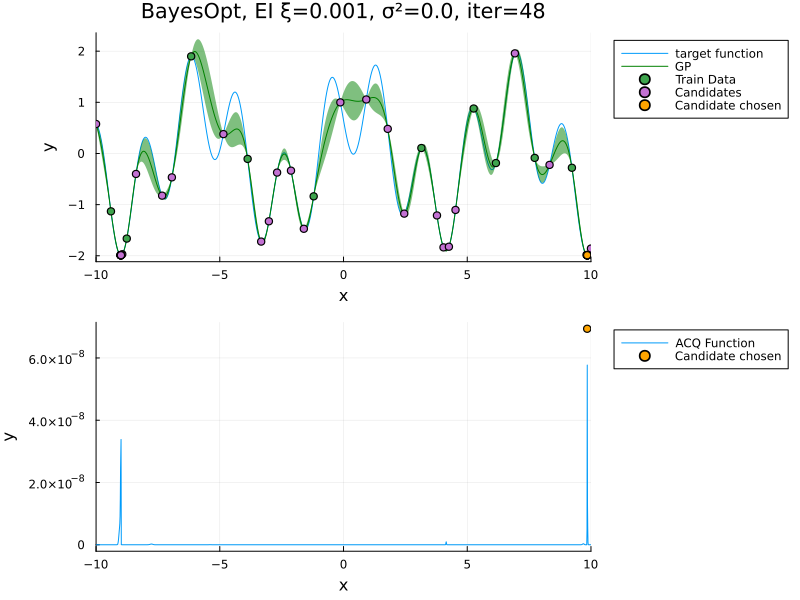 BayesOpt, EI ξ=0.001, σ²=0.0, iter=48
y
2
1
0
−1
−2
−10
−5
0
5
10
x
target function
GP
Train Data
Candidates
Candidate chosen
y
6.0×10⁻⁸
4.0×10⁻⁸
2.0×10⁻⁸
0
−10
−5
0
5
10
x
ACQ Function
Candidate chosen